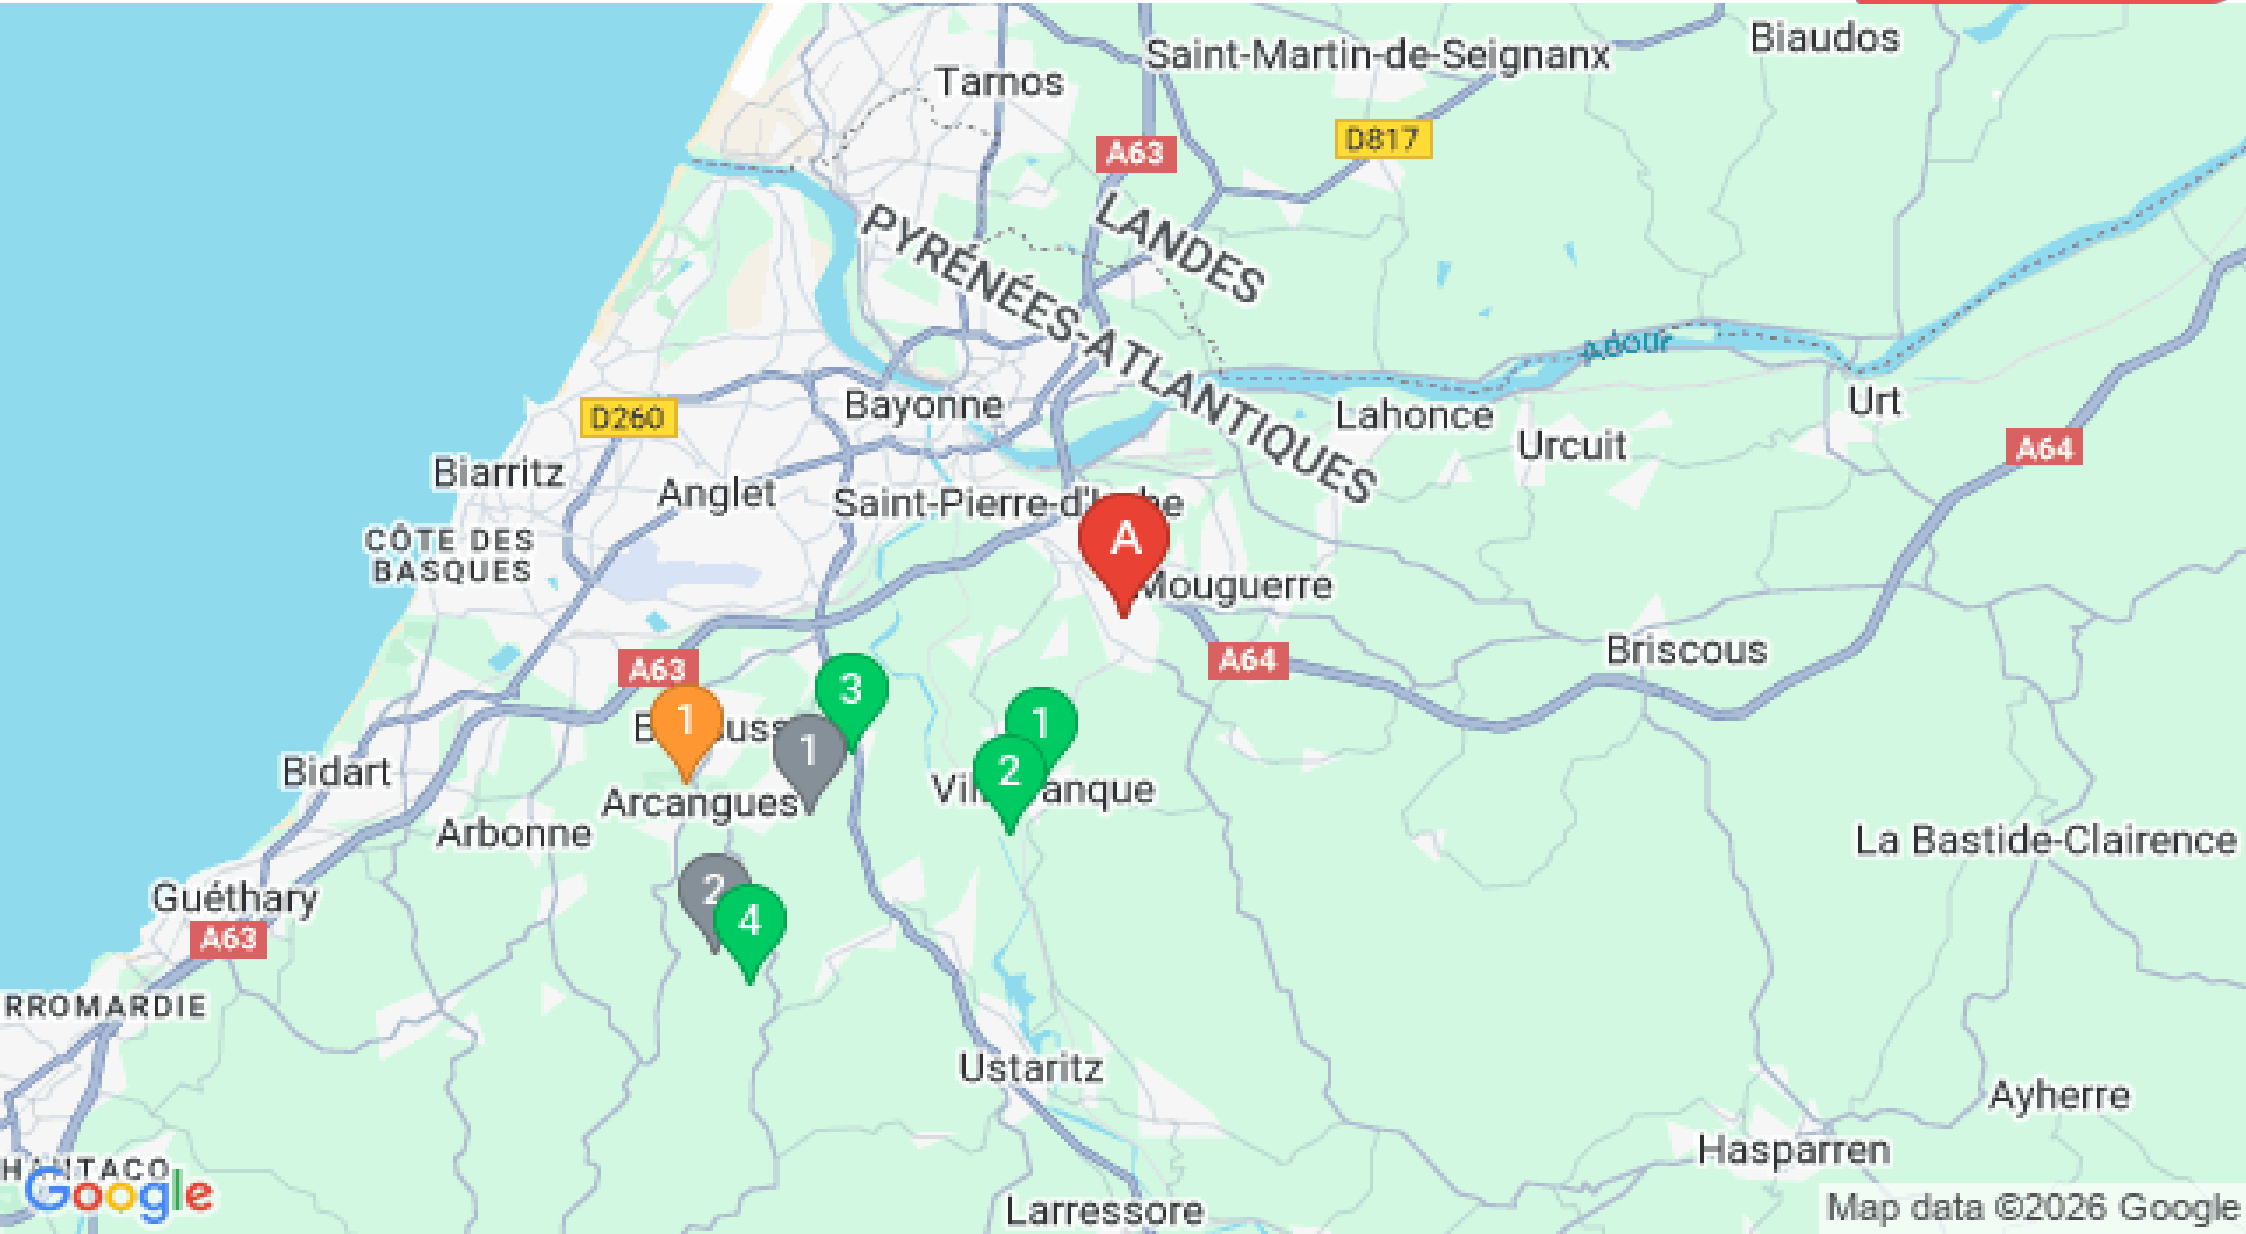 Biaudos
Saint-Martin-de-Seignanx
Tarnos
D817
A63
LANDES
PYRÉNÉES-ATLANTIQUES
Adour
Bayonne
Lahonce
Urt
D260
Urcuit
A64
Biarritz
Anglet
Saint-Pierre-d'
CÔTE DES
BASQUES
A
Mouguerre
Briscous
A63
A64
3
1
1
1
2
Bidart
Arcangues
Arbonne
La Bastide-Clairence
Guéthary
2
4
A63
RROMARDIE
Ustaritz
Ayherre
Hasparren
Google
Larressore
Map data ©2026 Google